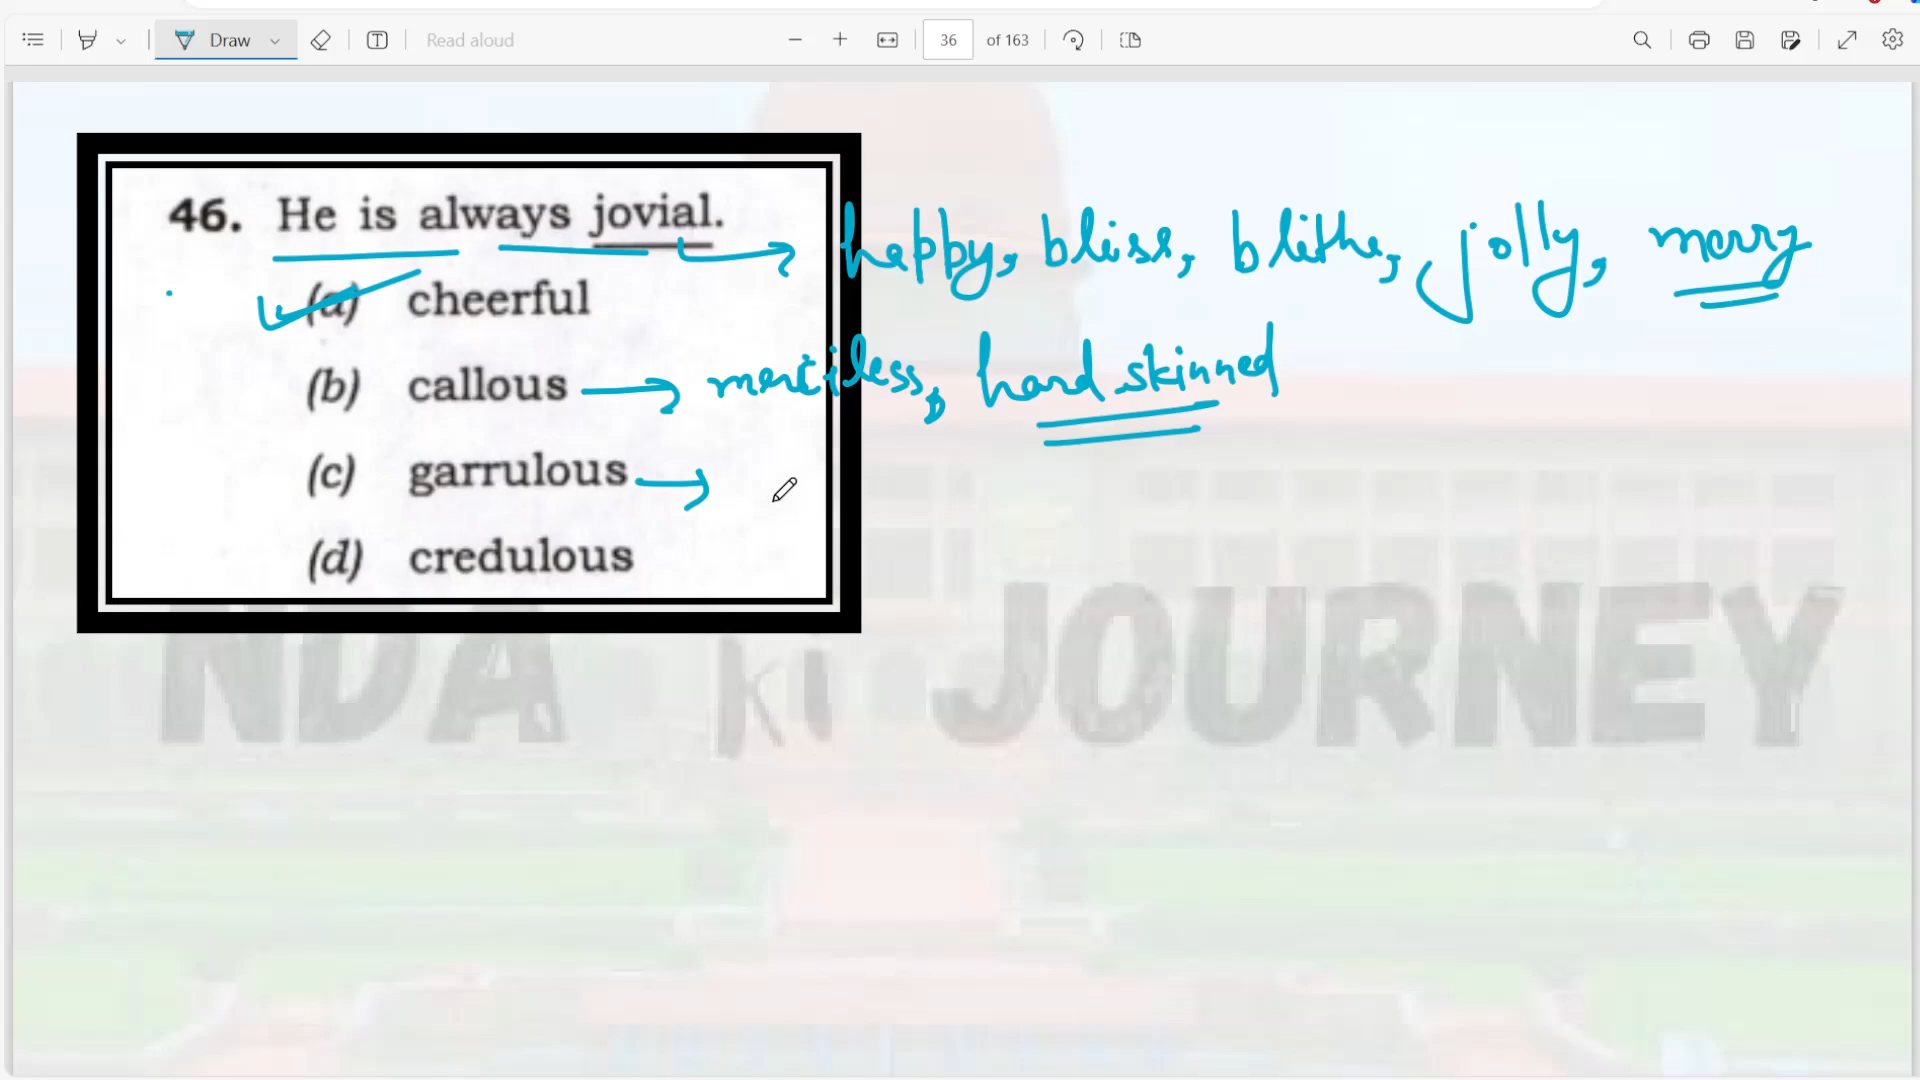 Draw Read aloud 36 of 163
46. He is always jovial. happy, bliss, blithe, jolly, merry
(a) cheerful
(b) callous merciless, hard skinned
(c) garrulous
(d) credulous
NDA KI JOURNEY